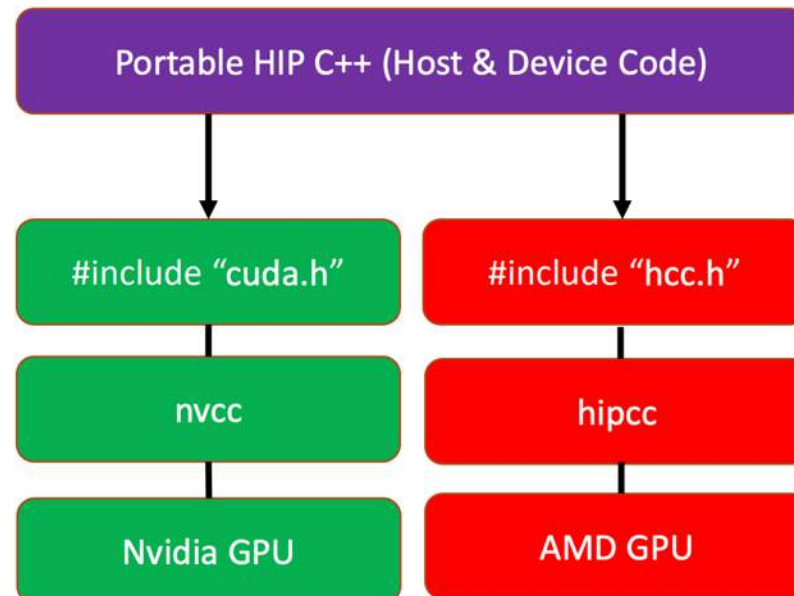 Portable HIP C++ (Host & Device Code)
#include “cuda.h”
#include “hcc.h”
nvcc
hipcc
Nvidia GPU
AMD GPU